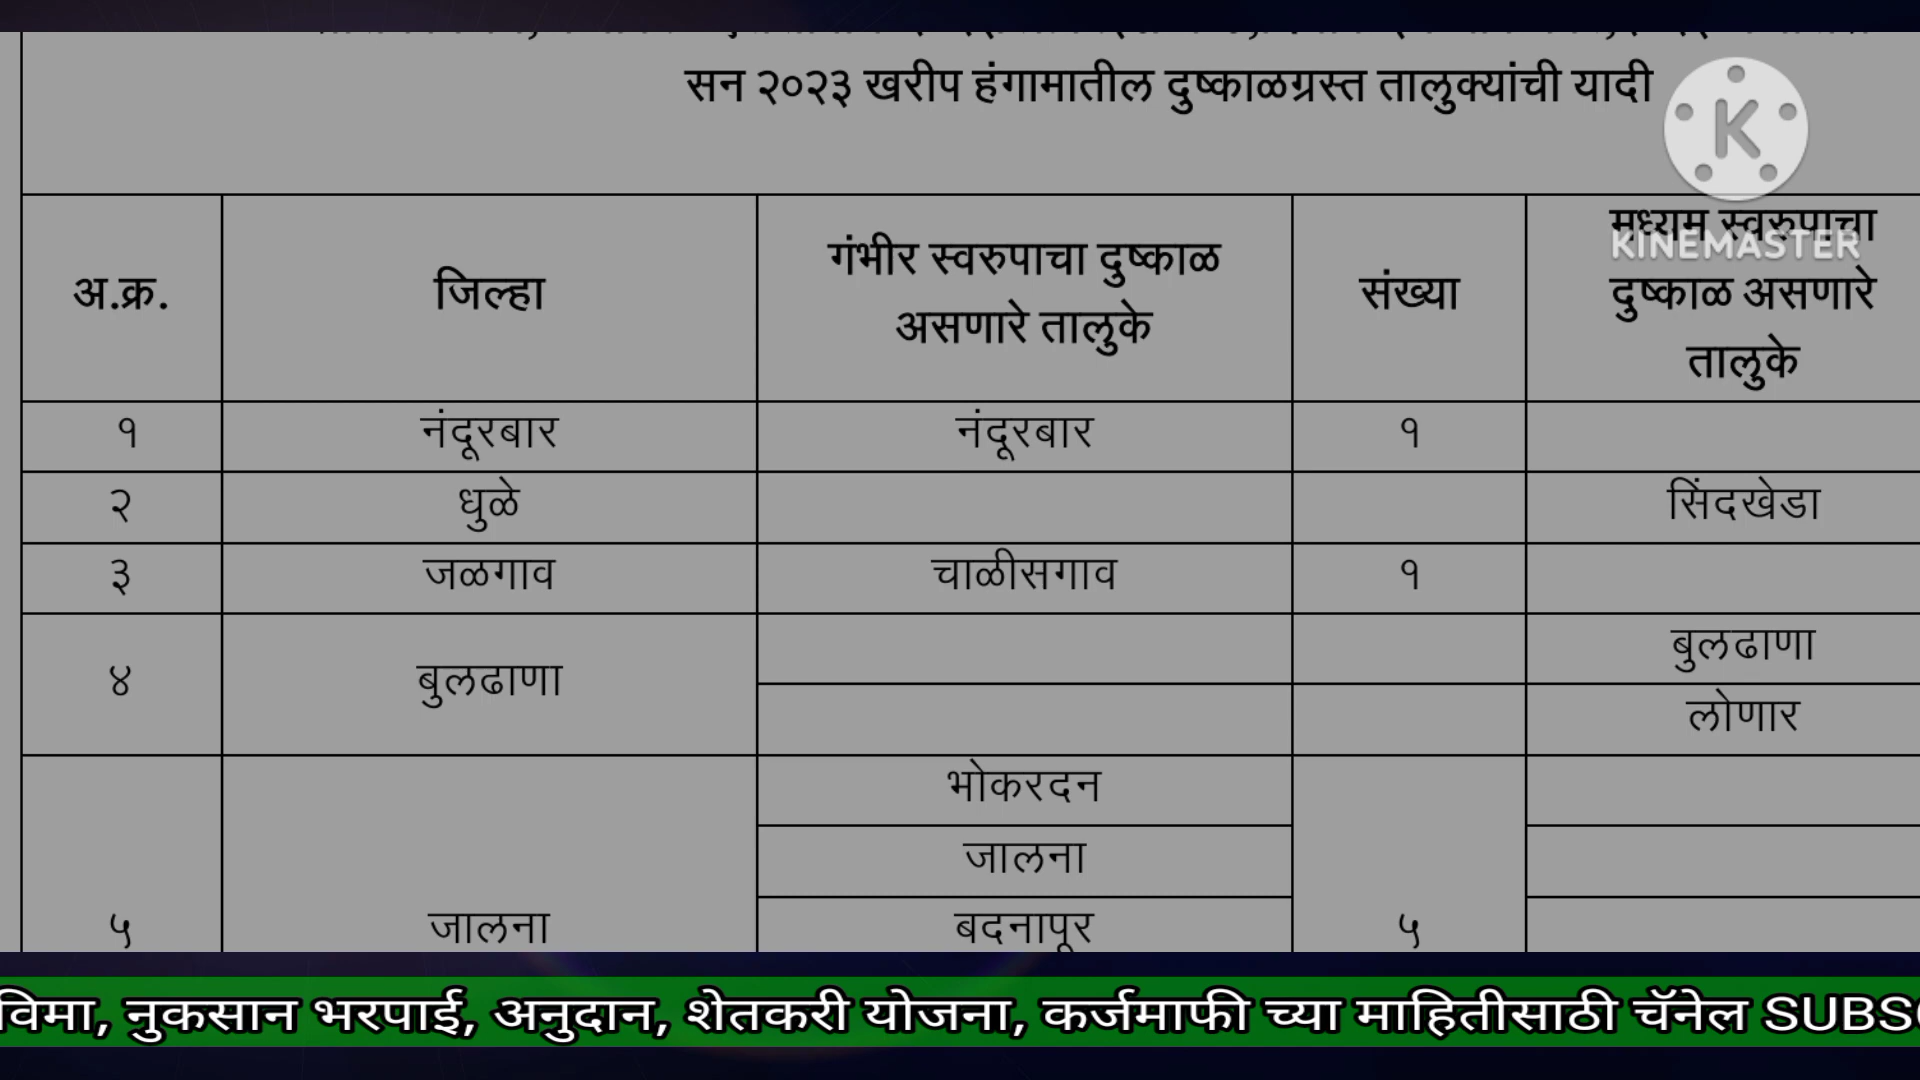 सन २०२३ खरीप हंगामातील दुष्काळग्रस्त तालुक्यांची यादी
K
KINEMASTER
अ.क्र. जिल्हा गंभीर स्वरुपाचा दुष्काळ असणारे तालुके संख्या मध्यम स्वरुपाचा दुष्काळ असणारे तालुके
१ नंदूरबार नंदूरबार १
२ धुळे सिंदखेडा
३ जळगाव चाळीसगाव १
४ बुलढाणा बुलढाणा
लोणार
भोकरदन
जालना
५ जालना बदनापूर ५
विमा, नुकसान भरपाई, अनुदान, शेतकरी योजना, कर्जमाफी च्या माहितीसाठी चॅनेल SUBS